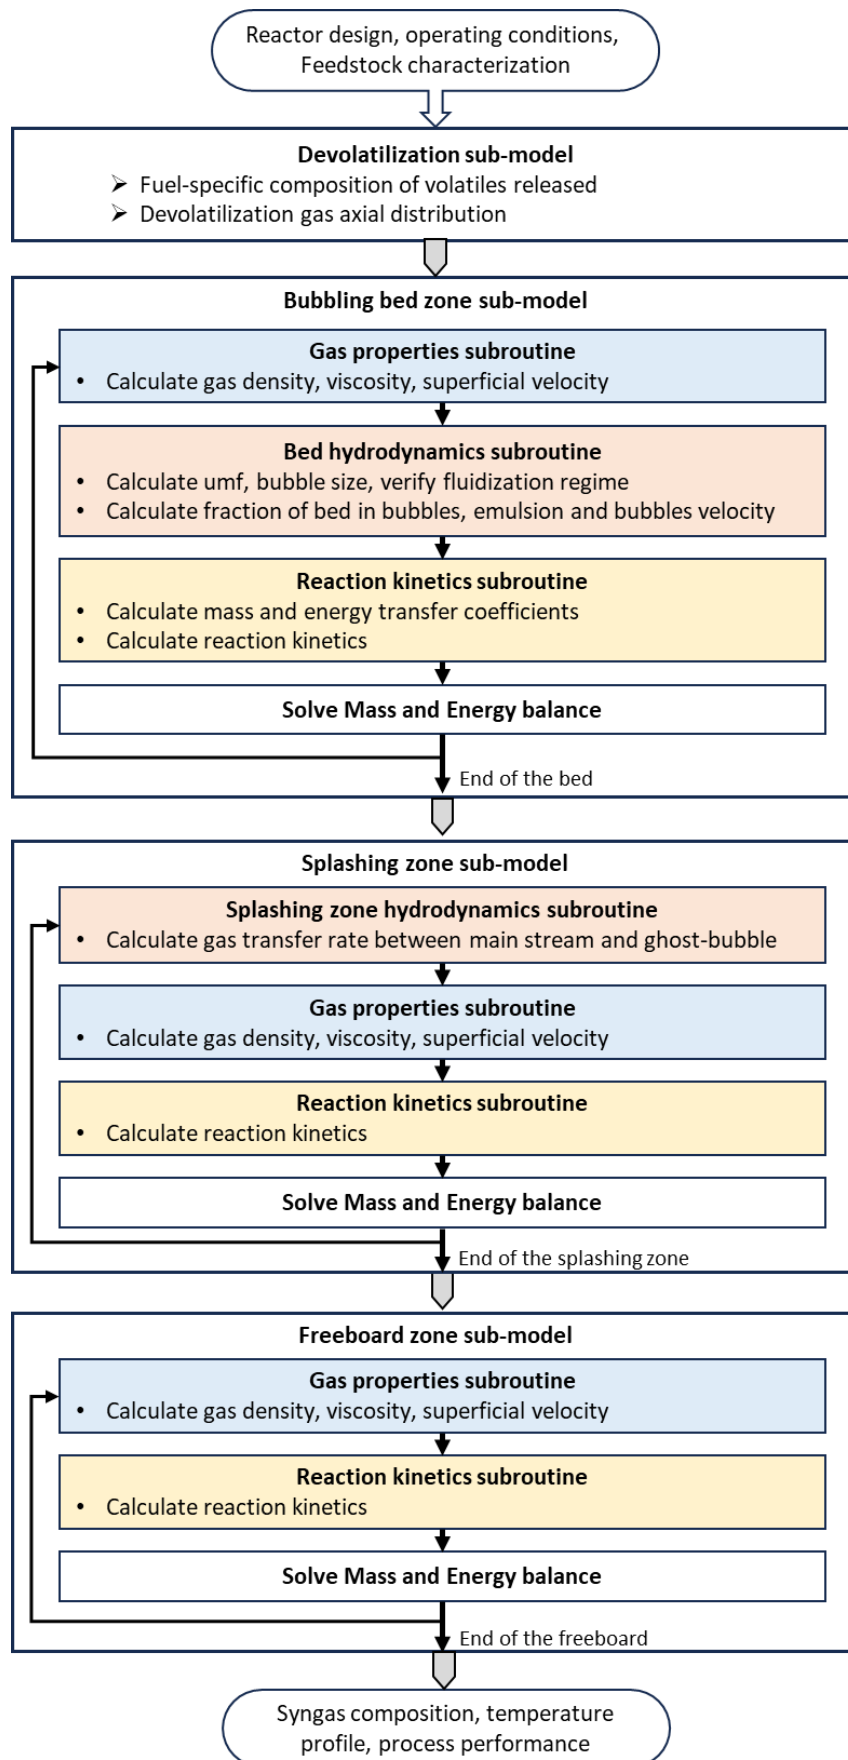 Reactor design, operating conditions,
Feedstock characterization
Devolatilization sub-model
➢ Fuel-specific composition of volatiles released
➢ Devolatilization gas axial distribution
Bubbling bed zone sub-model
Gas properties subroutine
• Calculate gas density, viscosity, superficial velocity
Bed hydrodynamics subroutine
• Calculate umf, bubble size, verify fluidization regime
• Calculate fraction of bed in bubbles, emulsion and bubbles velocity
Reaction kinetics subroutine
• Calculate mass and energy transfer coefficients
• Calculate reaction kinetics
Solve Mass and Energy balance
End of the bed
Splashing zone sub-model
Splashing zone hydrodynamics subroutine
• Calculate gas transfer rate between main stream and ghost-bubble
Gas properties subroutine
• Calculate gas density, viscosity, superficial velocity
Reaction kinetics subroutine
• Calculate reaction kinetics
Solve Mass and Energy balance
End of the splashing zone
Freeboard zone sub-model
Gas properties subroutine
• Calculate gas density, viscosity, superficial velocity
Reaction kinetics subroutine
• Calculate reaction kinetics
Solve Mass and Energy balance
End of the freeboard
Syngas composition, temperature
profile, process performance